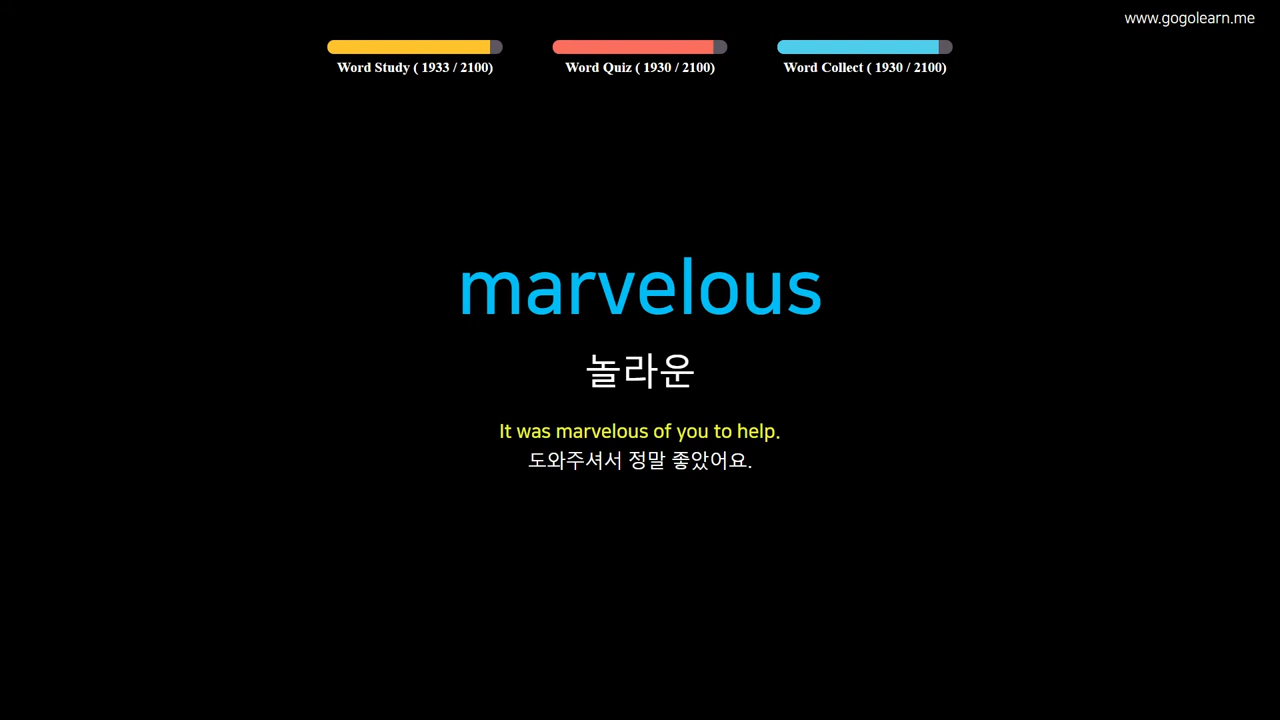 www.gogolearn.me
Word Study ( 1933 / 2100)
Word Quiz ( 1930 / 2100)
Word Collect ( 1930 / 2100)
marvelous
놀라운
It was marvelous of you to help.
도와주셔서 정말 좋았어요.